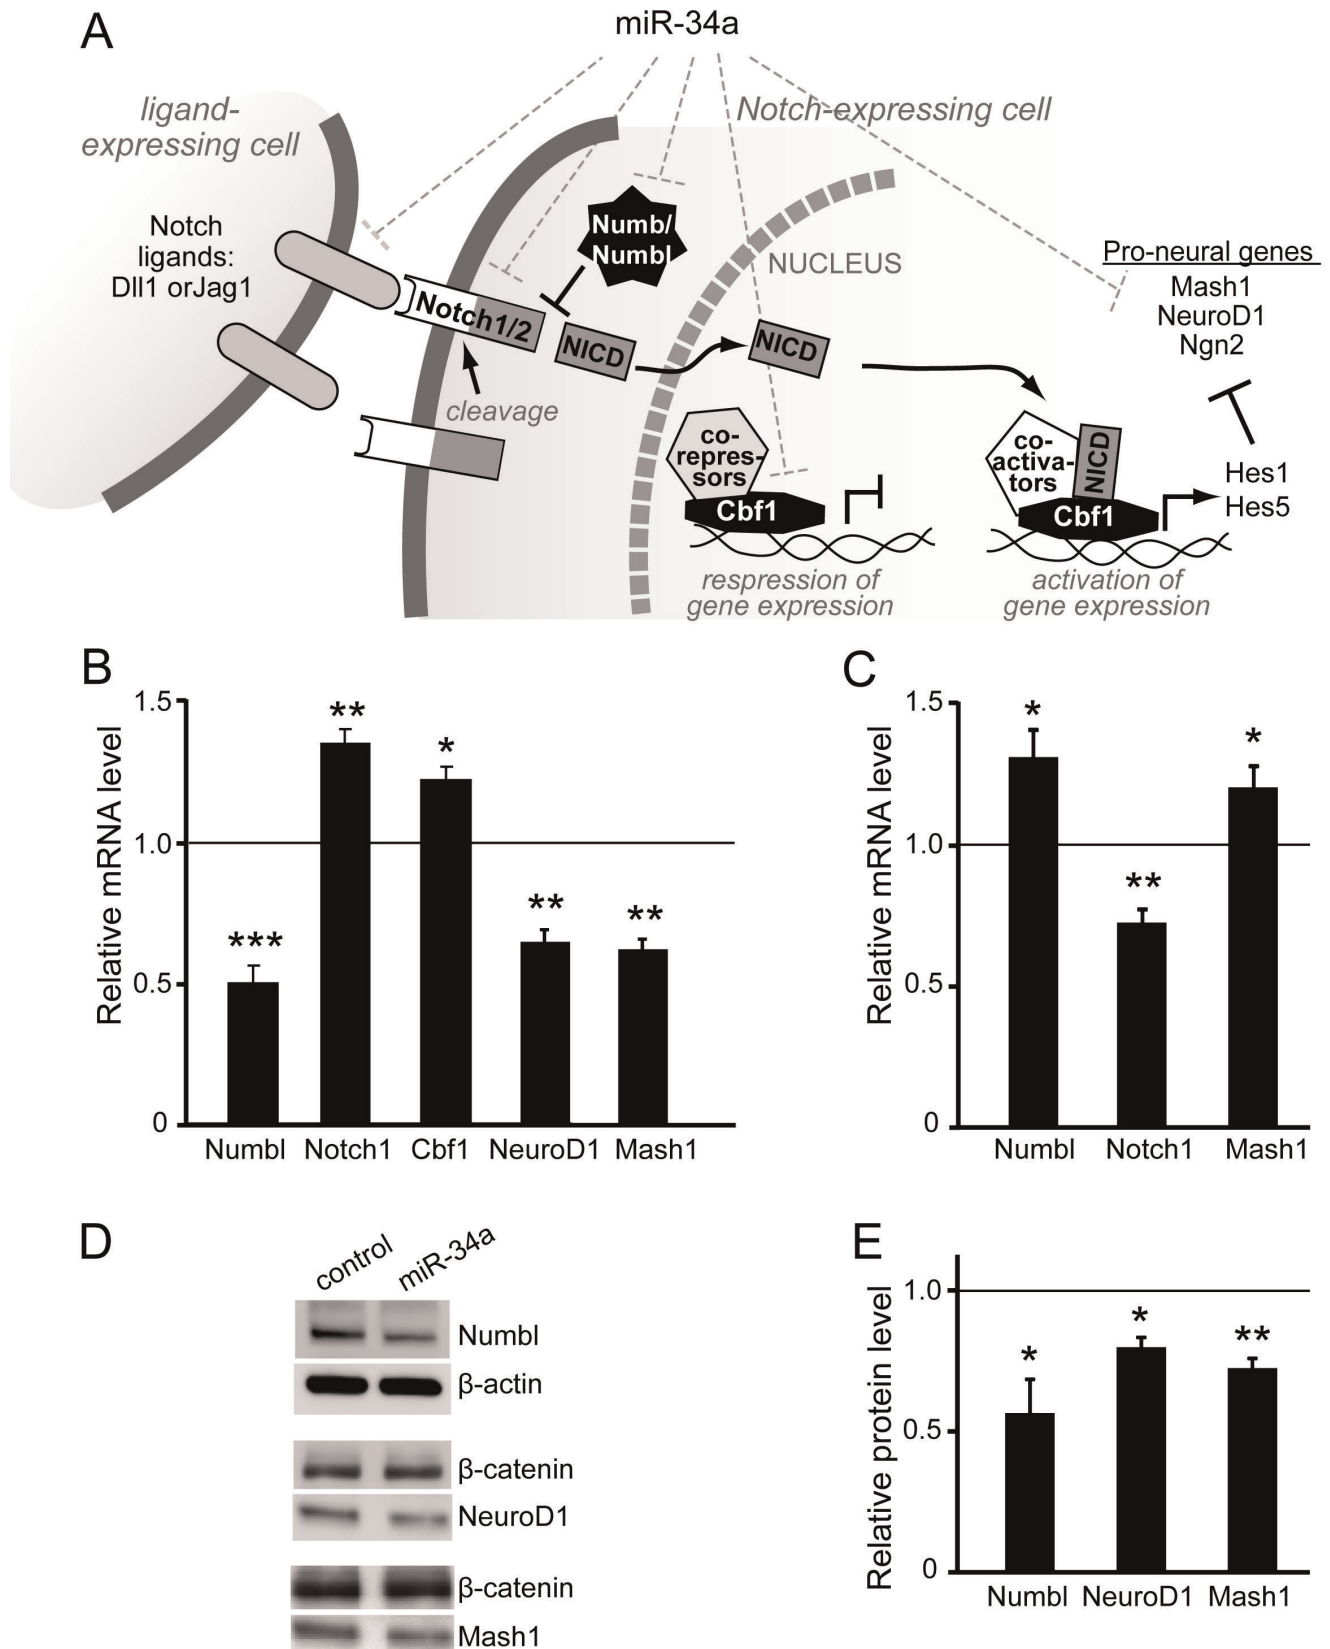 A
miR-34a
ligand-
expressing cell
Notch-expressing cell
Notch
ligands:
Dll1 orJag1
Numb/
Numbl
NUCLEUS
Pro-neural genes
Mash1
NeuroD1
Ngn2
Notch1/2
NICD
NICD
cleavage
co-
repres-
sors
Cbf1
co-
activa-
tors
NICD
Cbf1
Hes1
Hes5
respression of
gene expression
activation of
gene expression
B
Relative mRNA level
1.5
1.0
0.5
0
***
**
*
**
**
Numbl Notch1 Cbf1 NeuroD1 Mash1
C
Relative mRNA level
1.5
1.0
0.5
0
*
**
*
Numbl Notch1 Mash1
D
control miR-34a
Numbl
β-actin
β-catenin
NeuroD1
β-catenin
Mash1
E
Relative protein level
1.0
0.5
0
*
*
**
Numbl NeuroD1 Mash1